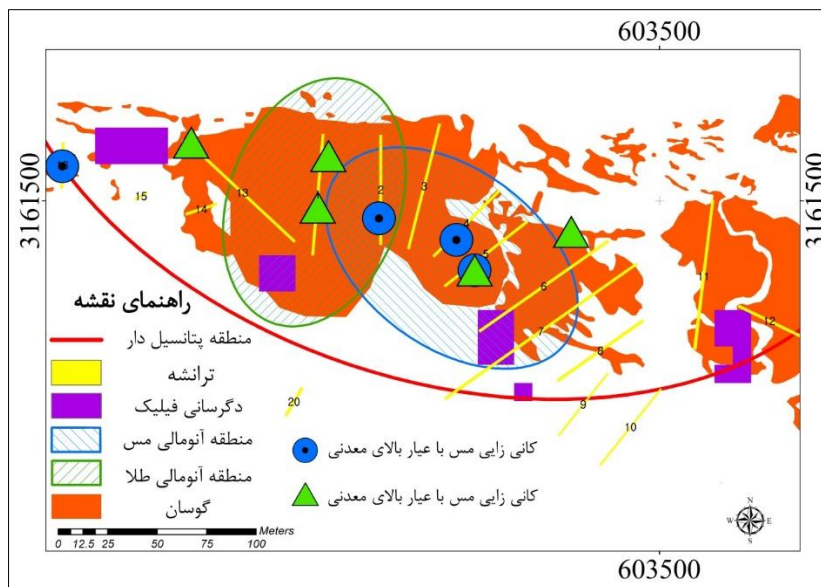 603500
3161500
3161500
15
14
13
2
3
4
5
6
7
8
9
10
11
12
20
راهنمای نقشه
منطقه پتانسیل دار
ترانشه
دگرسانی فیلیک
منطقه آنومالی مس
منطقه آنومالی طلا
گوسان
کانی زایی مس با عیار بالای معدنی
کانی زایی مس با عیار بالای معدنی
0 12.5 25 50 75 100 Meters
N
W E
S
603500